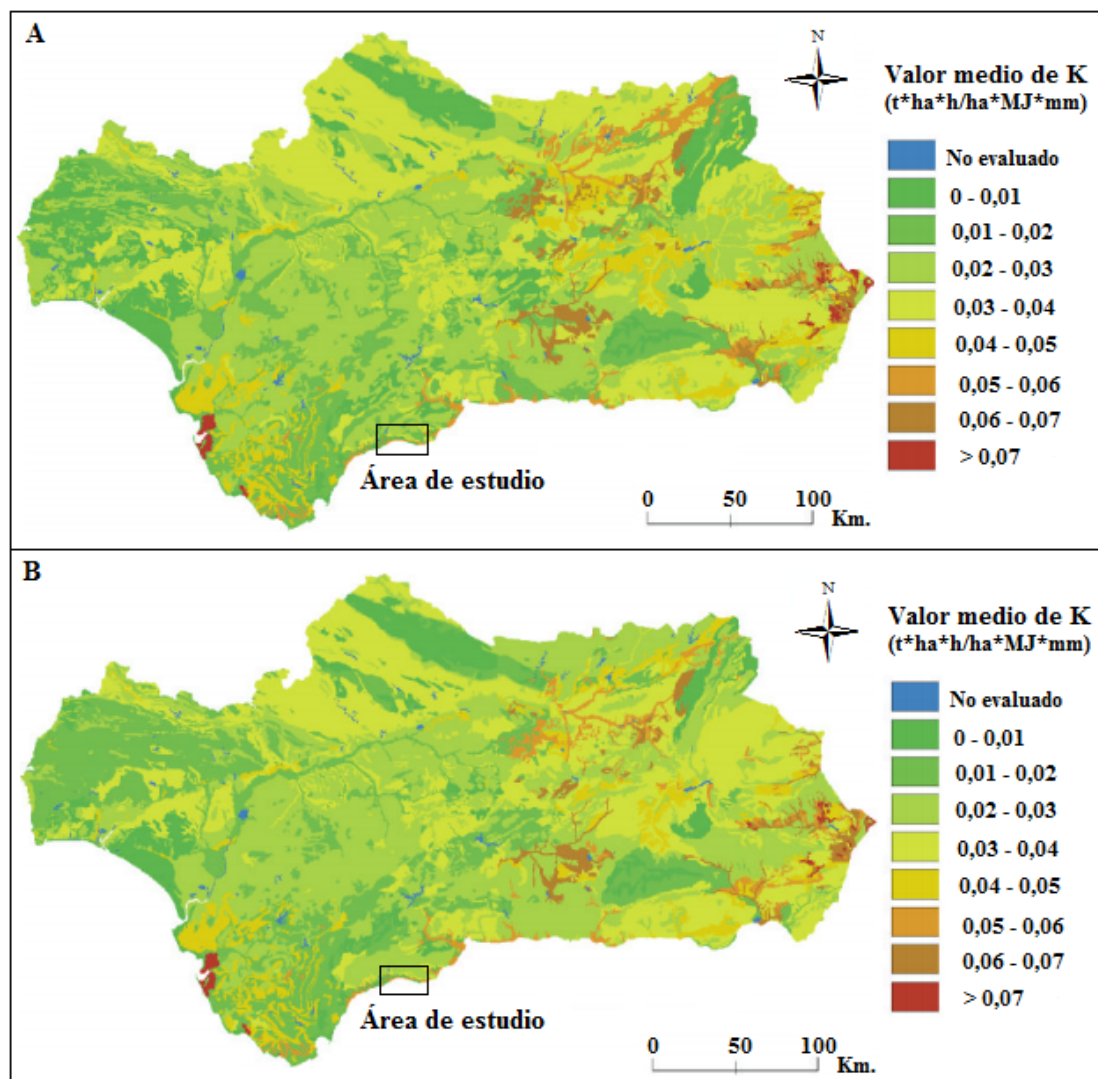 A
N
Valor medio de K
(t*ha*h/ha*MJ*mm)
No evaluado
0 - 0,01
0,01 - 0,02
0,02 - 0,03
0,03 - 0,04
0,04 - 0,05
0,05 - 0,06
0,06 - 0,07
> 0,07
Área de estudio
0 50 100
Km.
B
N
Valor medio de K
(t*ha*h/ha*MJ*mm)
No evaluado
0 - 0,01
0,01 - 0,02
0,02 - 0,03
0,03 - 0,04
0,04 - 0,05
0,05 - 0,06
0,06 - 0,07
> 0,07
Área de estudio
0 50 100
Km.